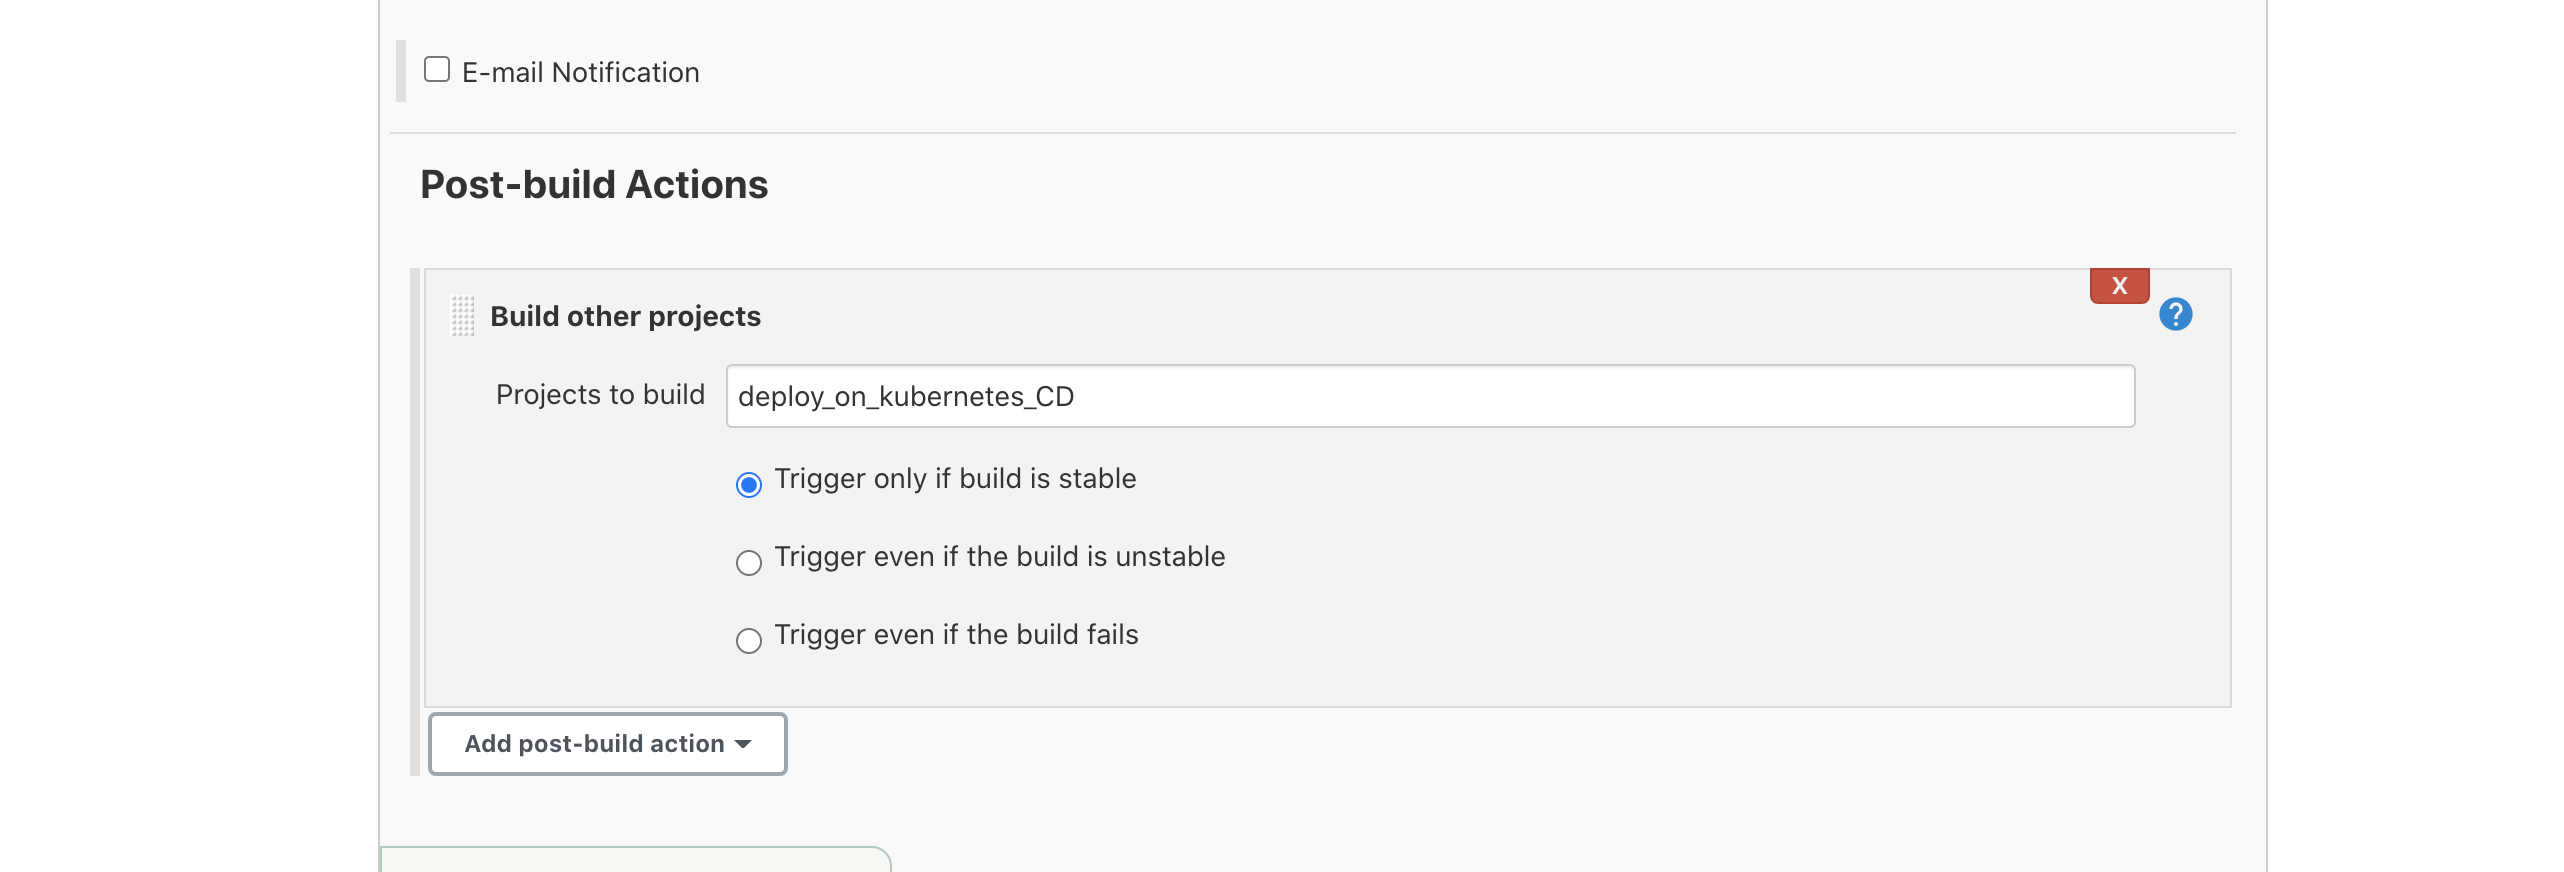 E-mail Notification
Post-build Actions
X
Build other projects
?
Projects to build
deploy_on_kubernetes_CD
Trigger only if build is stable
Trigger even if the build is unstable
Trigger even if the build fails
Add post-build action